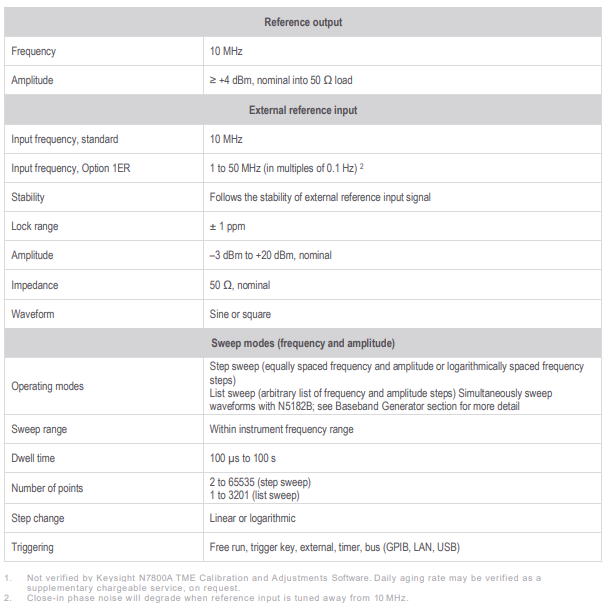 Reference output
Frequency 10 MHz
Amplitude ≥ +4 dBm, nominal into 50 Ω load
External reference input
Input frequency, standard 10 MHz
Input frequency, Option 1ER 1 to 50 MHz (in multiples of 0.1 Hz) 2
Stability Follows the stability of external reference input signal
Lock range ± 1 ppm
Amplitude –3 dBm to +20 dBm, nominal
Impedance 50 Ω, nominal
Waveform Sine or square
Sweep modes (frequency and amplitude)
Operating modes
Step sweep (equally spaced frequency and amplitude or logarithmically spaced frequency
steps)
List sweep (arbitrary list of frequency and amplitude steps) Simultaneously sweep
waveforms with N5182B; see Baseband Generator section for more detail
Sweep range Within instrument frequency range
Dwell time 100 µs to 100 s
Number of points
2 to 65535 (step sweep)
1 to 3201 (list sweep)
Step change Linear or logarithmic
Triggering Free run, trigger key, external, timer, bus (GPIB, LAN, USB)
1. Not verified by Keysight N7800A TME Calibration and Adjustments Software. Daily aging rate may be verified as a
supplementary chargeable service, on request.
2. Close-in phase noise will degrade when reference input is tuned away from 10 MHz.